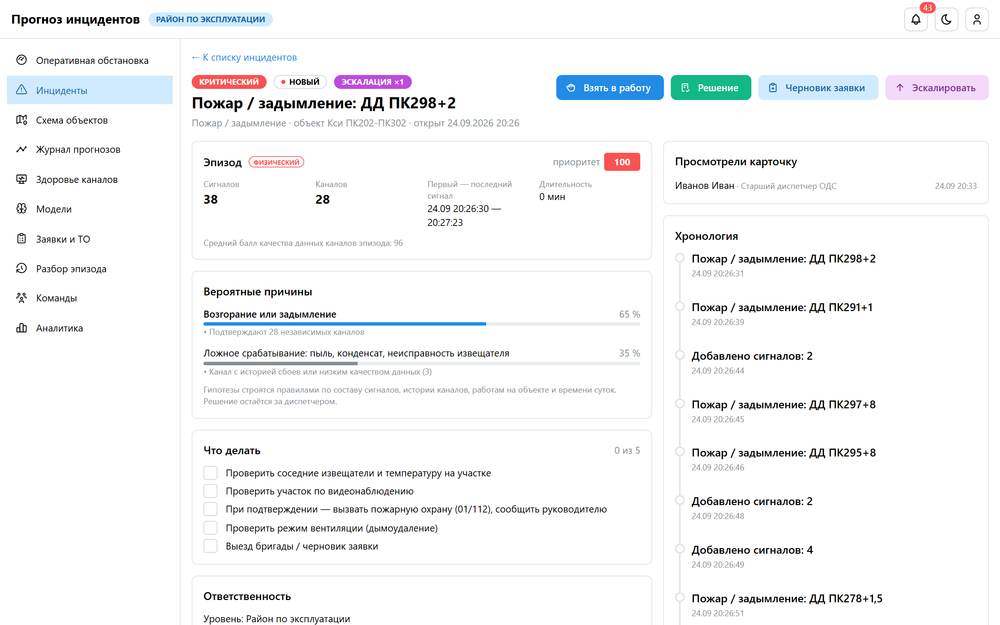 Прогноз инцидентов
РАЙОН ПО ЭКСПЛУАТАЦИИ
43
Оперативная обстановка
Инциденты
Схема объектов
Журнал прогнозов
Здоровье каналов
Модели
Заявки и ТО
Разбор эпизода
Команды
Аналитика
← К списку инцидентов
КРИТИЧЕСКИЙ
НОВЫЙ
ЭСКАЛАЦИЯ ×1
Взять в работу
Решение
Черновик заявки
Эскалировать
Пожар / задымление: ДД ПК298+2
Пожар / задымление · объект Кси ПК202-ПК302 · открыт 24.09.2026 20:26
Эпизод
ФИЗИЧЕСКИЙ
приоритет
100
Сигналов
38
Каналов
28
Первый — последний
сигнал
24.09 20:26:30 —
20:27:23
Длительность
0 мин
Средний балл качества данных каналов эпизода: 96
Вероятные причины
Возгорание или задымление
65 %
• Подтверждают 28 независимых каналов
Ложное срабатывание: пыль, конденсат, неисправность извещателя
35 %
• Канал с историей сбоев или низким качеством данных (3)
Гипотезы строятся правилами по составу сигналов, истории каналов, работам на объекте и времени суток.
Решение остаётся за диспетчером.
Что делать
0 из 5
Проверить соседние извещатели и температуру на участке
Проверить участок по видеонаблюдению
При подтверждении — вызвать пожарную охрану (01/112), сообщить руководителю
Проверить режим вентиляции (дымоудаление)
Выезд бригады / черновик заявки
Ответственность
Уровень: Район по эксплуатации
Просмотрели карточку
Иванов Иван · Старший диспетчер ОДС
24.09 20:33
Хронология
Пожар / задымление: ДД ПК298+2
24.09 20:26:31
Пожар / задымление: ДД ПК291+1
24.09 20:26:39
Добавлено сигналов: 2
24.09 20:26:44
Пожар / задымление: ДД ПК297+8
24.09 20:26:45
Пожар / задымление: ДД ПК295+8
24.09 20:26:46
Добавлено сигналов: 2
24.09 20:26:48
Добавлено сигналов: 4
24.09 20:26:49
Пожар / задымление: ДД ПК278+1,5
24.09 20:26:51